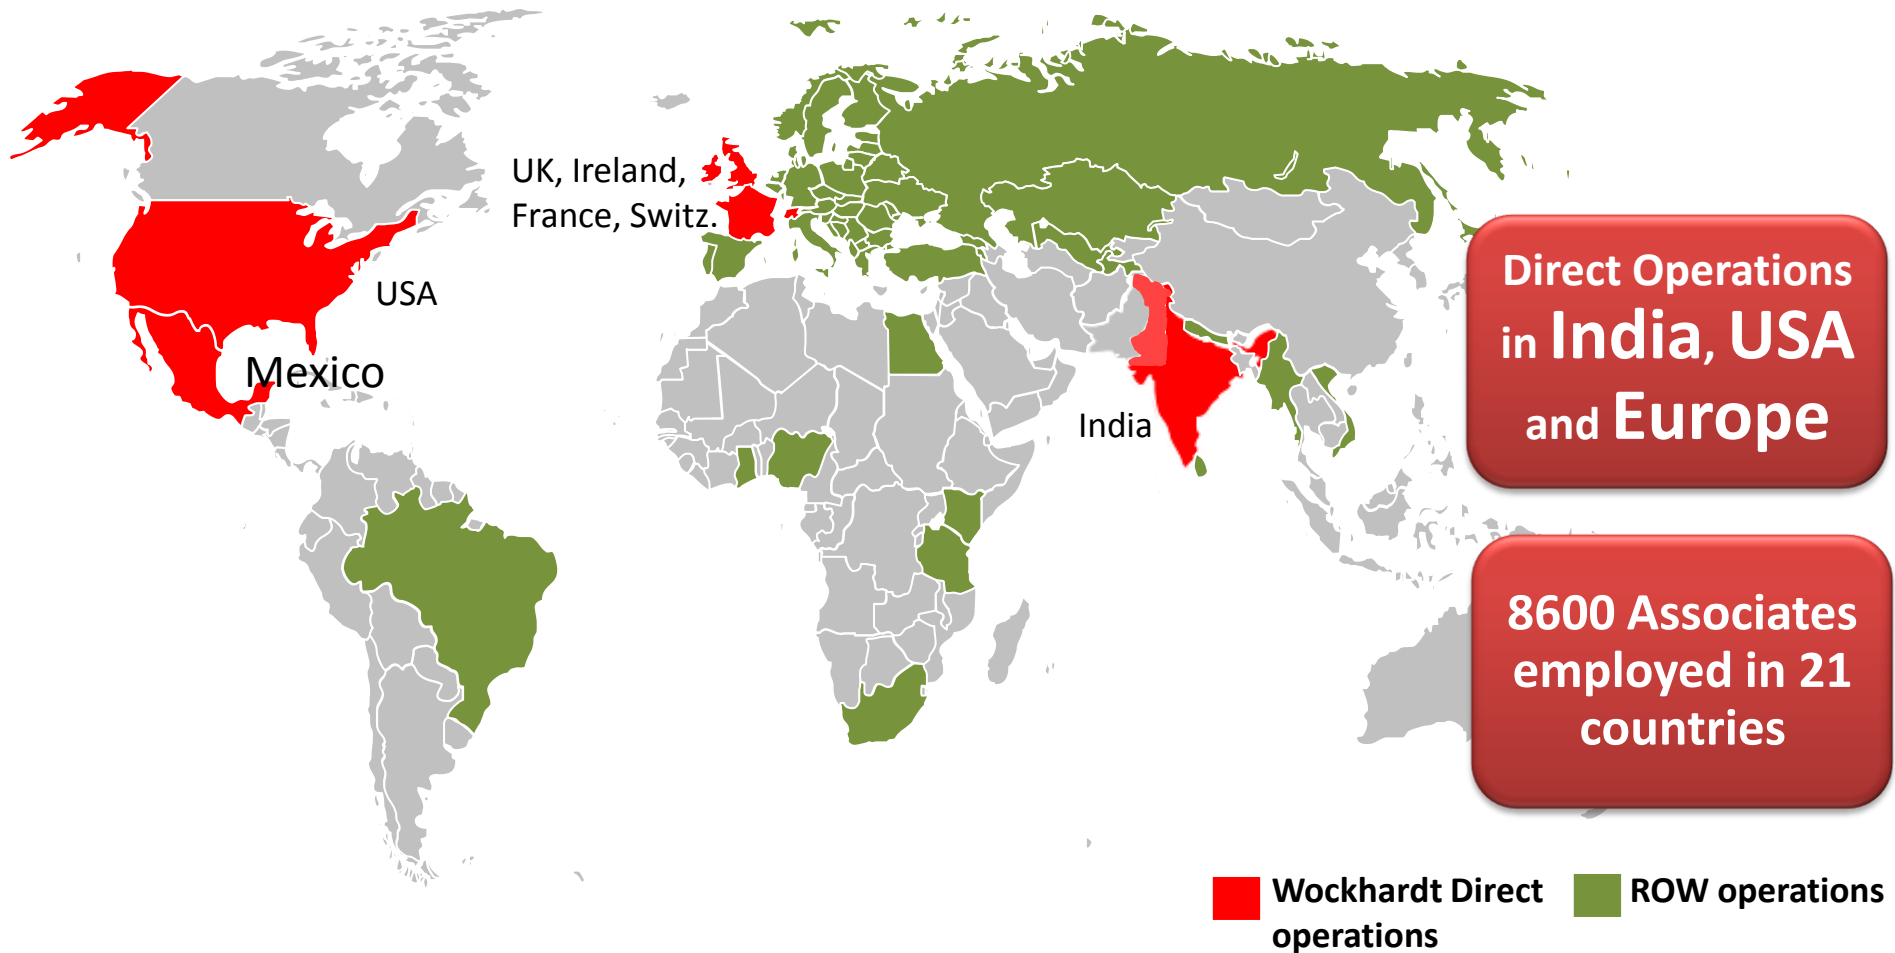 UK, Ireland,
France, Switz.
USA
Mexico
India
Direct Operations
in India, USA
and Europe
8600 Associates
employed in 21
countries
Wockhardt Direct
operations
ROW operations